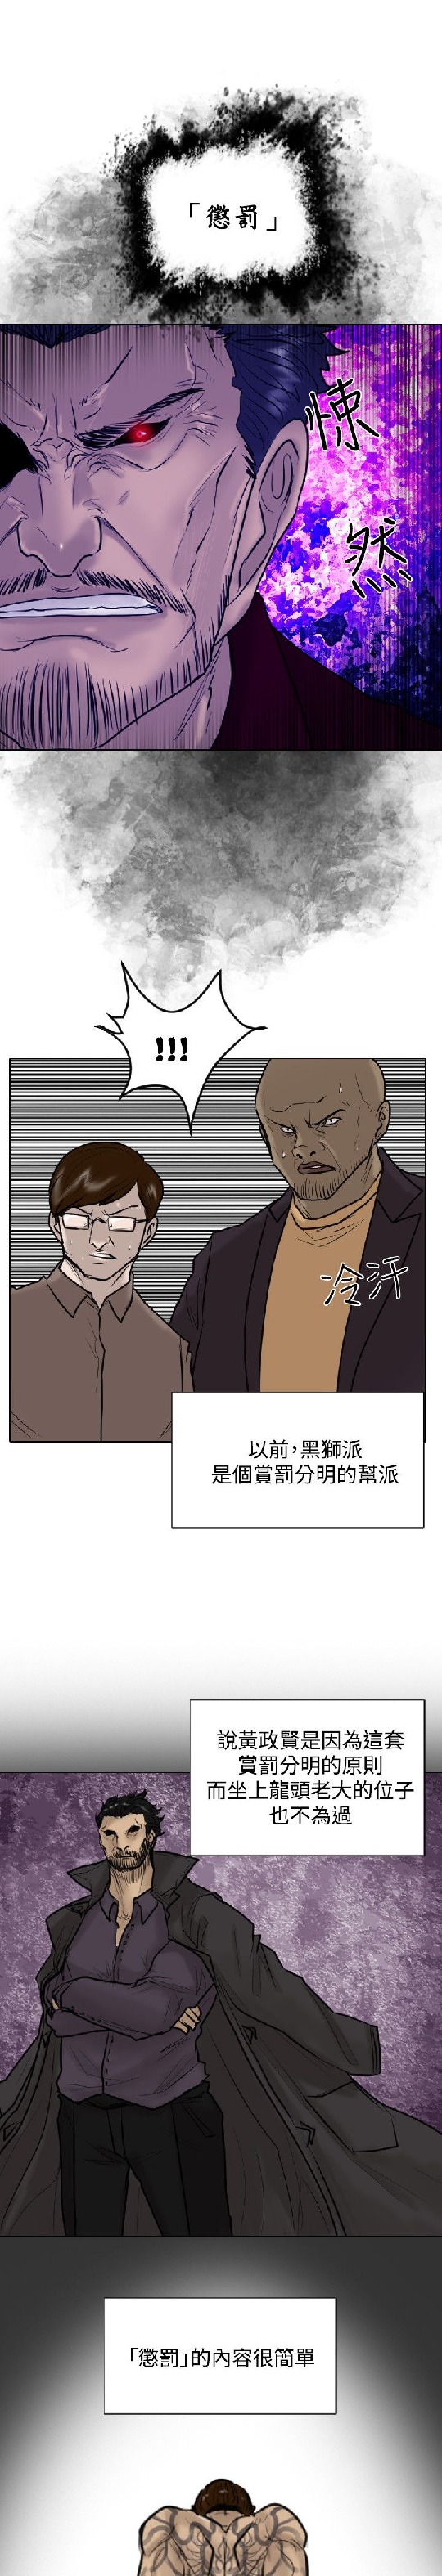 「懲罰」
悚然
!!!
冷汗
以前，黑獅派
是個賞罰分明的幫派
說黃政賢是因為這套
賞罰分明的原則
而坐上龍頭老大的位子
也不為過
「懲罰」的內容很簡單